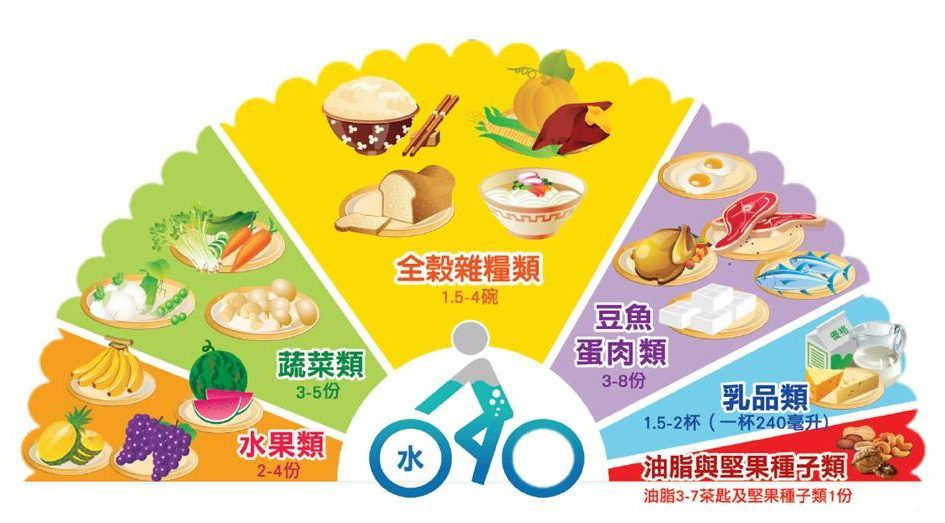 全穀雜糧類
1.5-4碗
豆魚
蛋肉類
3-8份
蔬菜類
3-5份
乳品類
1.5-2杯（一杯240毫升）
水果類
2-4份
油脂與堅果種子類
油脂3-7茶匙及堅果種子類1份
水